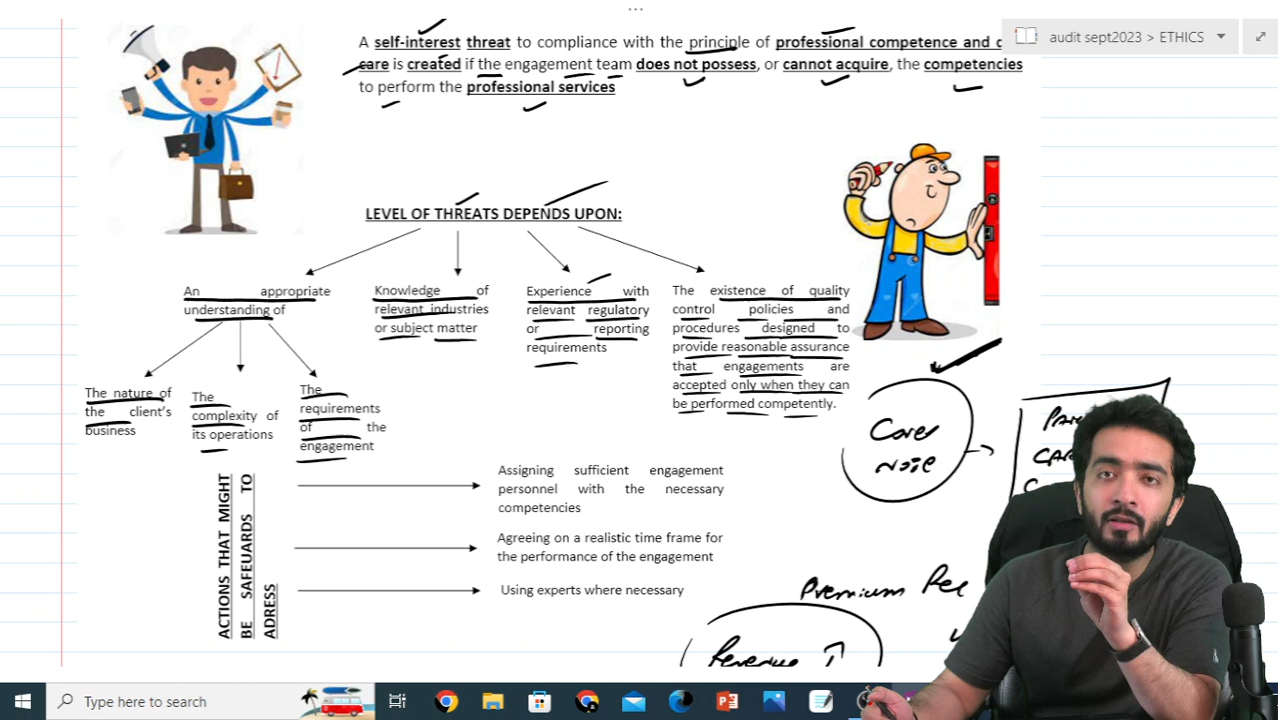 audit sept2023 > ETHICS
A self-interest threat to compliance with the principle of professional competence and
care is created if the engagement team does not possess, or cannot acquire, the competencies
to perform the professional services
LEVEL OF THREATS DEPENDS UPON:
An appropriate
understanding of
Knowledge of
relevant industries
or subject matter
Experience with
relevant regulatory
or reporting
requirements
The existence of quality
control policies and
procedures designed to
provide reasonable assurance
that engagements are
accepted only when they can
be performed competently.
The nature of
the client's
business
The
complexity of
its operations
The
requirements
of the
engagement
Cover
Note
ACTIONS THAT MIGHT
BE SAFEUARDS TO
ADRESS
Assigning sufficient engagement
personnel with the necessary
competencies
Agreeing on a realistic time frame for
the performance of the engagement
Using experts where necessary
Premium
Revenue ↑
Type here to search